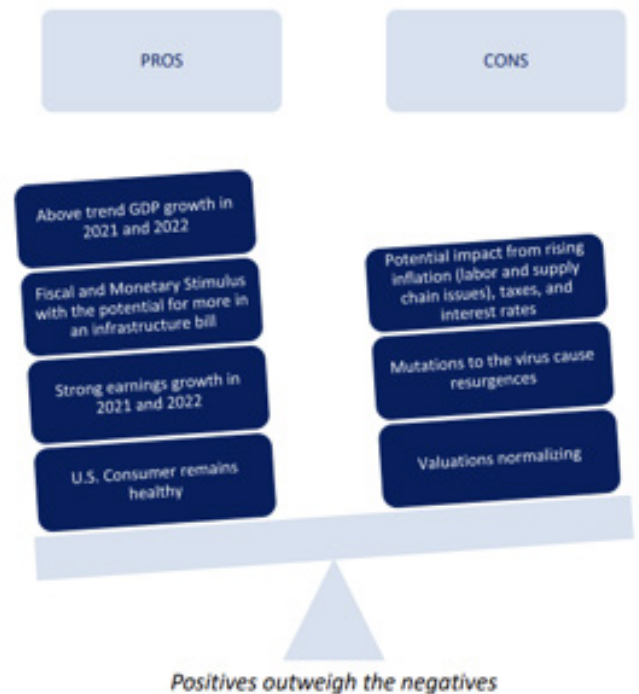 PROS
CONS
Above trend GDP growth in
2021 and 2022
Fiscal and Monetary Stimulus
with the potential for more in
an infrastructure bill
Strong earnings growth in
2021 and 2022
U.S. Consumer remains
healthy
Potential impact from rising
inflation (labor and supply
chain issues), taxes, and
interest rates
Mutations to the virus cause
resurgences
Valuations normalizing
Positives outweigh the negatives